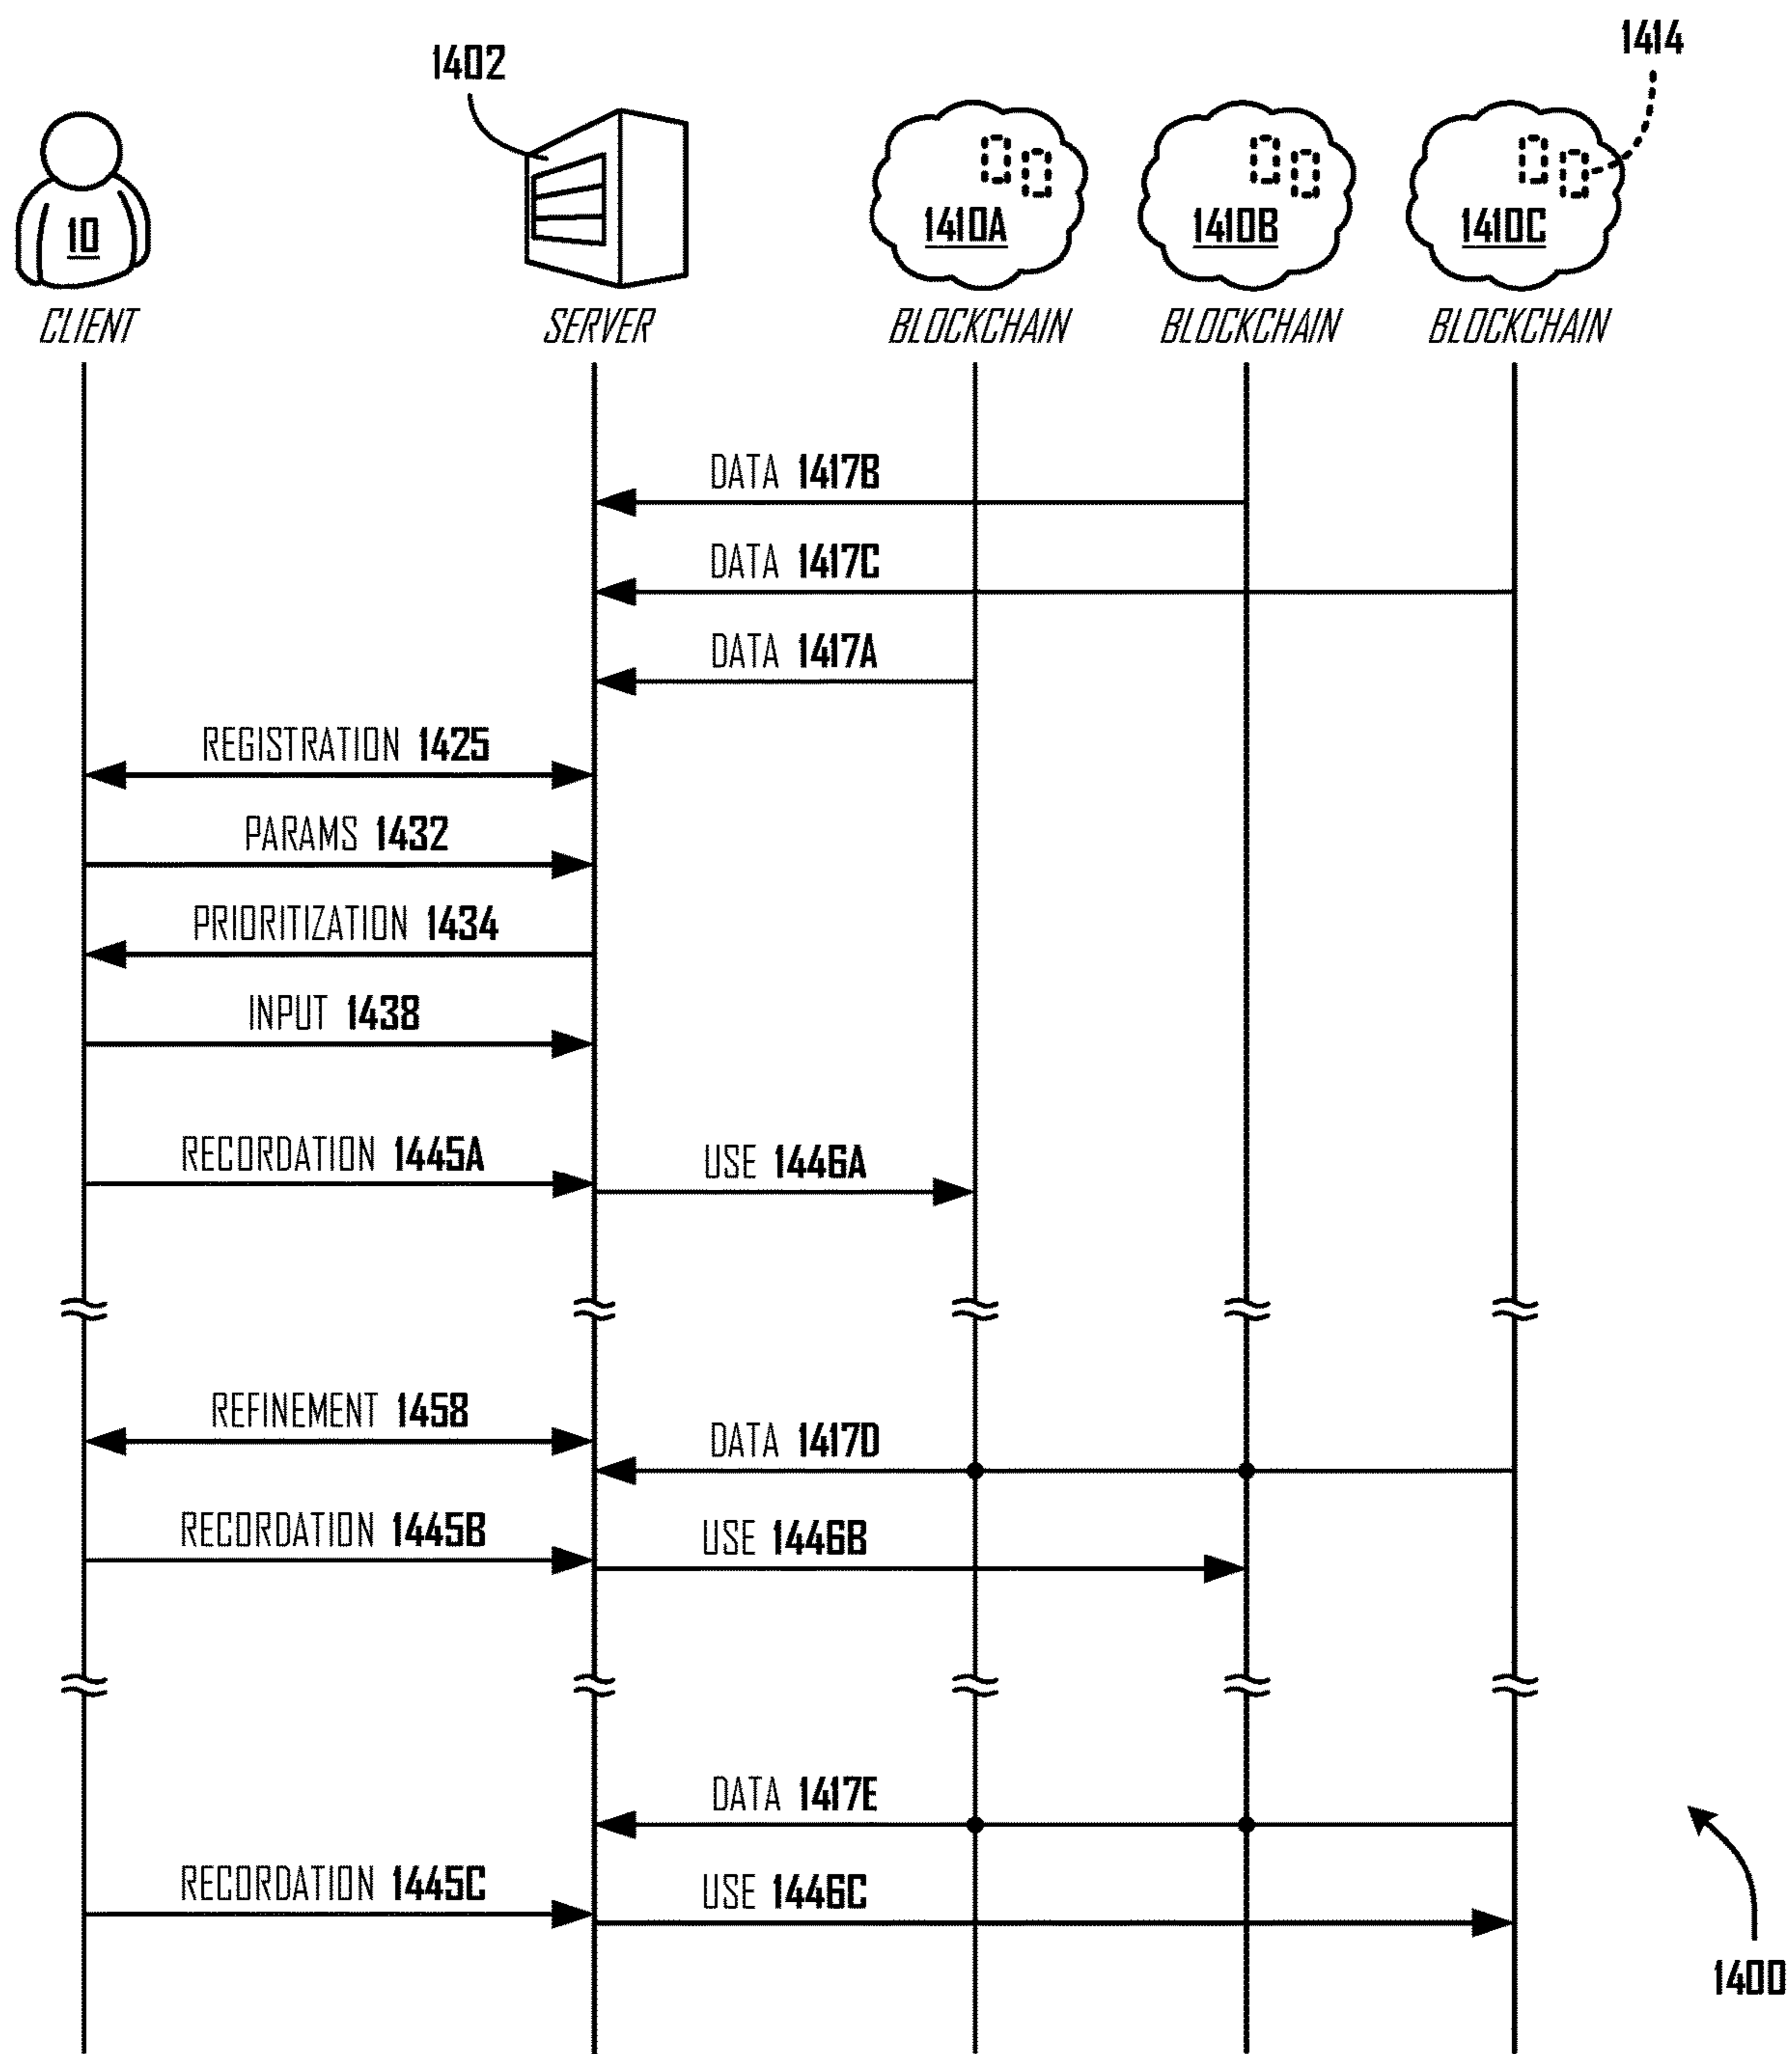 1414
1402
10
1410A
1410B
1410C
CLIENT
SERVER
BLOCKCHAIN
BLOCKCHAIN
BLOCKCHAIN
DATA 1417B
DATA 1417C
DATA 1417A
REGISTRATION 1425
PARAMS 1432
PRIORITIZATION 1434
INPUT 1438
RECORDATION 1445A
USE 1446A
REFINEMENT 1458
DATA 1417D
RECORDATION 1445B
USE 1446B
DATA 1417E
RECORDATION 1445C
USE 1446C
1400